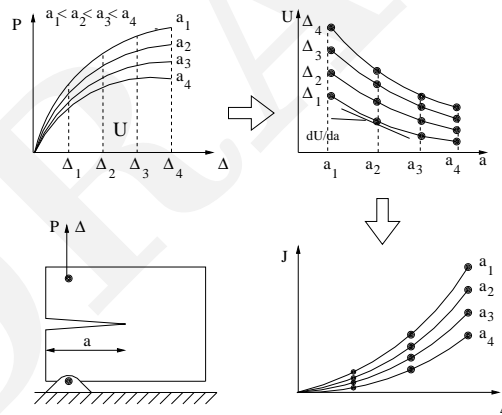 P
a₁< a₂< a₃< a₄
a₁
a₂
a₃
a₄
U
Δ₁ Δ₂ Δ₃ Δ₄ Δ
U
Δ₄
Δ₃
Δ₂
Δ₁
dU/da
a₁ a₂ a₃ a₄ a
P Δ
a
J
a₁
a₂
a₃
a₄